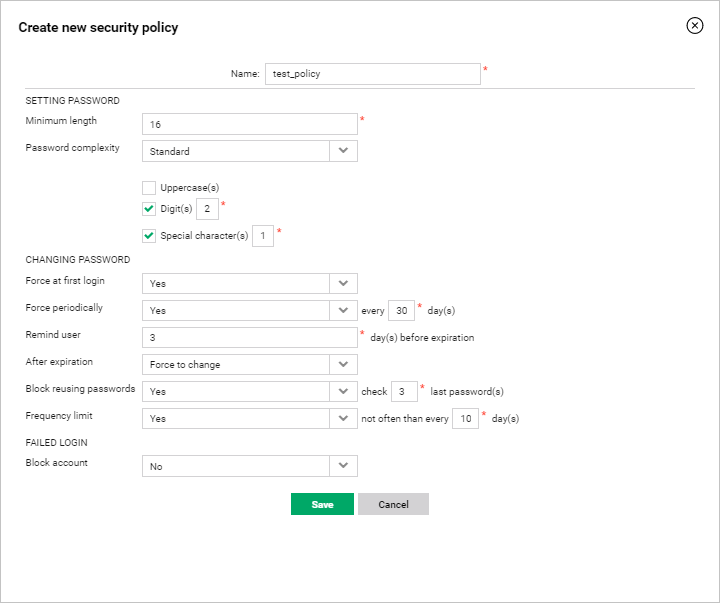 Create new security policy
Name: test_policy *
SETTING PASSWORD
Minimum length 16 *
Password complexity Standard
Uppercase(s)
Digit(s) 2 *
Special character(s) 1 *
CHANGING PASSWORD
Force at first login Yes
Force periodically Yes every 30 * day(s)
Remind user 3 * day(s) before expiration
After expiration Force to change
Block reusing passwords Yes check 3 * last password(s)
Frequency limit Yes not often than every 10 * day(s)
FAILED LOGIN
Block account No
Save Cancel